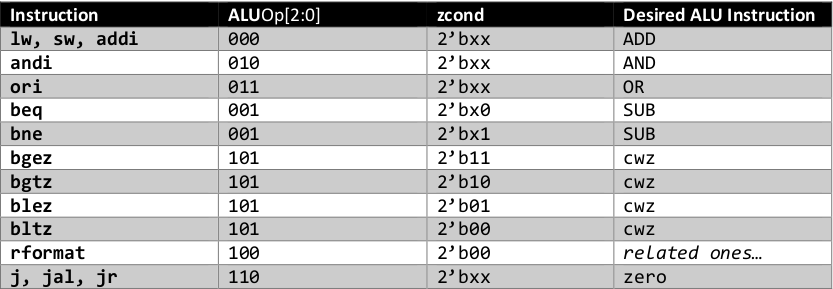 Instruction ALUOp[2:0] zcond Desired ALU Instruction
lw, sw, addi 000 2’bxx ADD
andi 010 2’bxx AND
ori 011 2’bxx OR
beq 001 2’bx0 SUB
bne 001 2’bx1 SUB
bgez 101 2’b11 cwz
bgtz 101 2’b10 cwz
blez 101 2’b01 cwz
bltz 101 2’b00 cwz
rformat 100 2’b00 related ones…
j, jal, jr 110 2’bxx zero